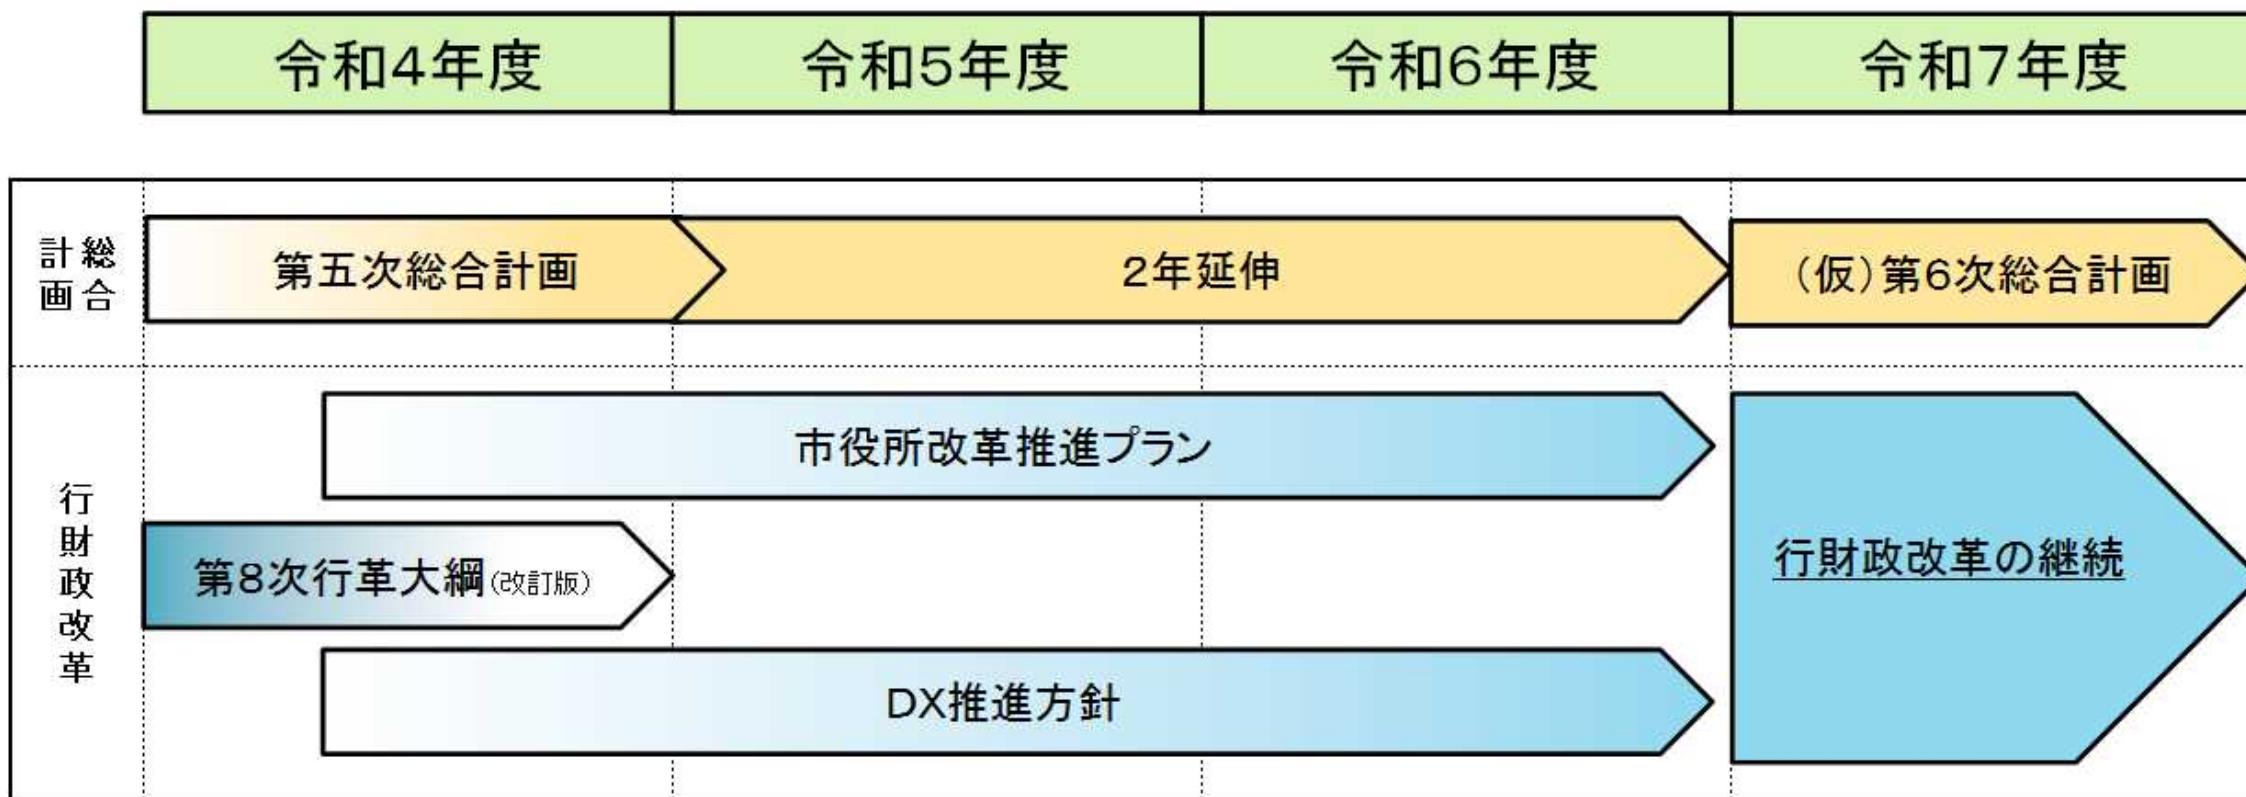 令和4年度
令和5年度
令和6年度
令和7年度
総合
計画
第五次総合計画
2年延伸
（仮）第6次総合計画
行財政改革
市役所改革推進プラン
第8次行革大綱（改訂版）
DX推進方針
行財政改革の継続